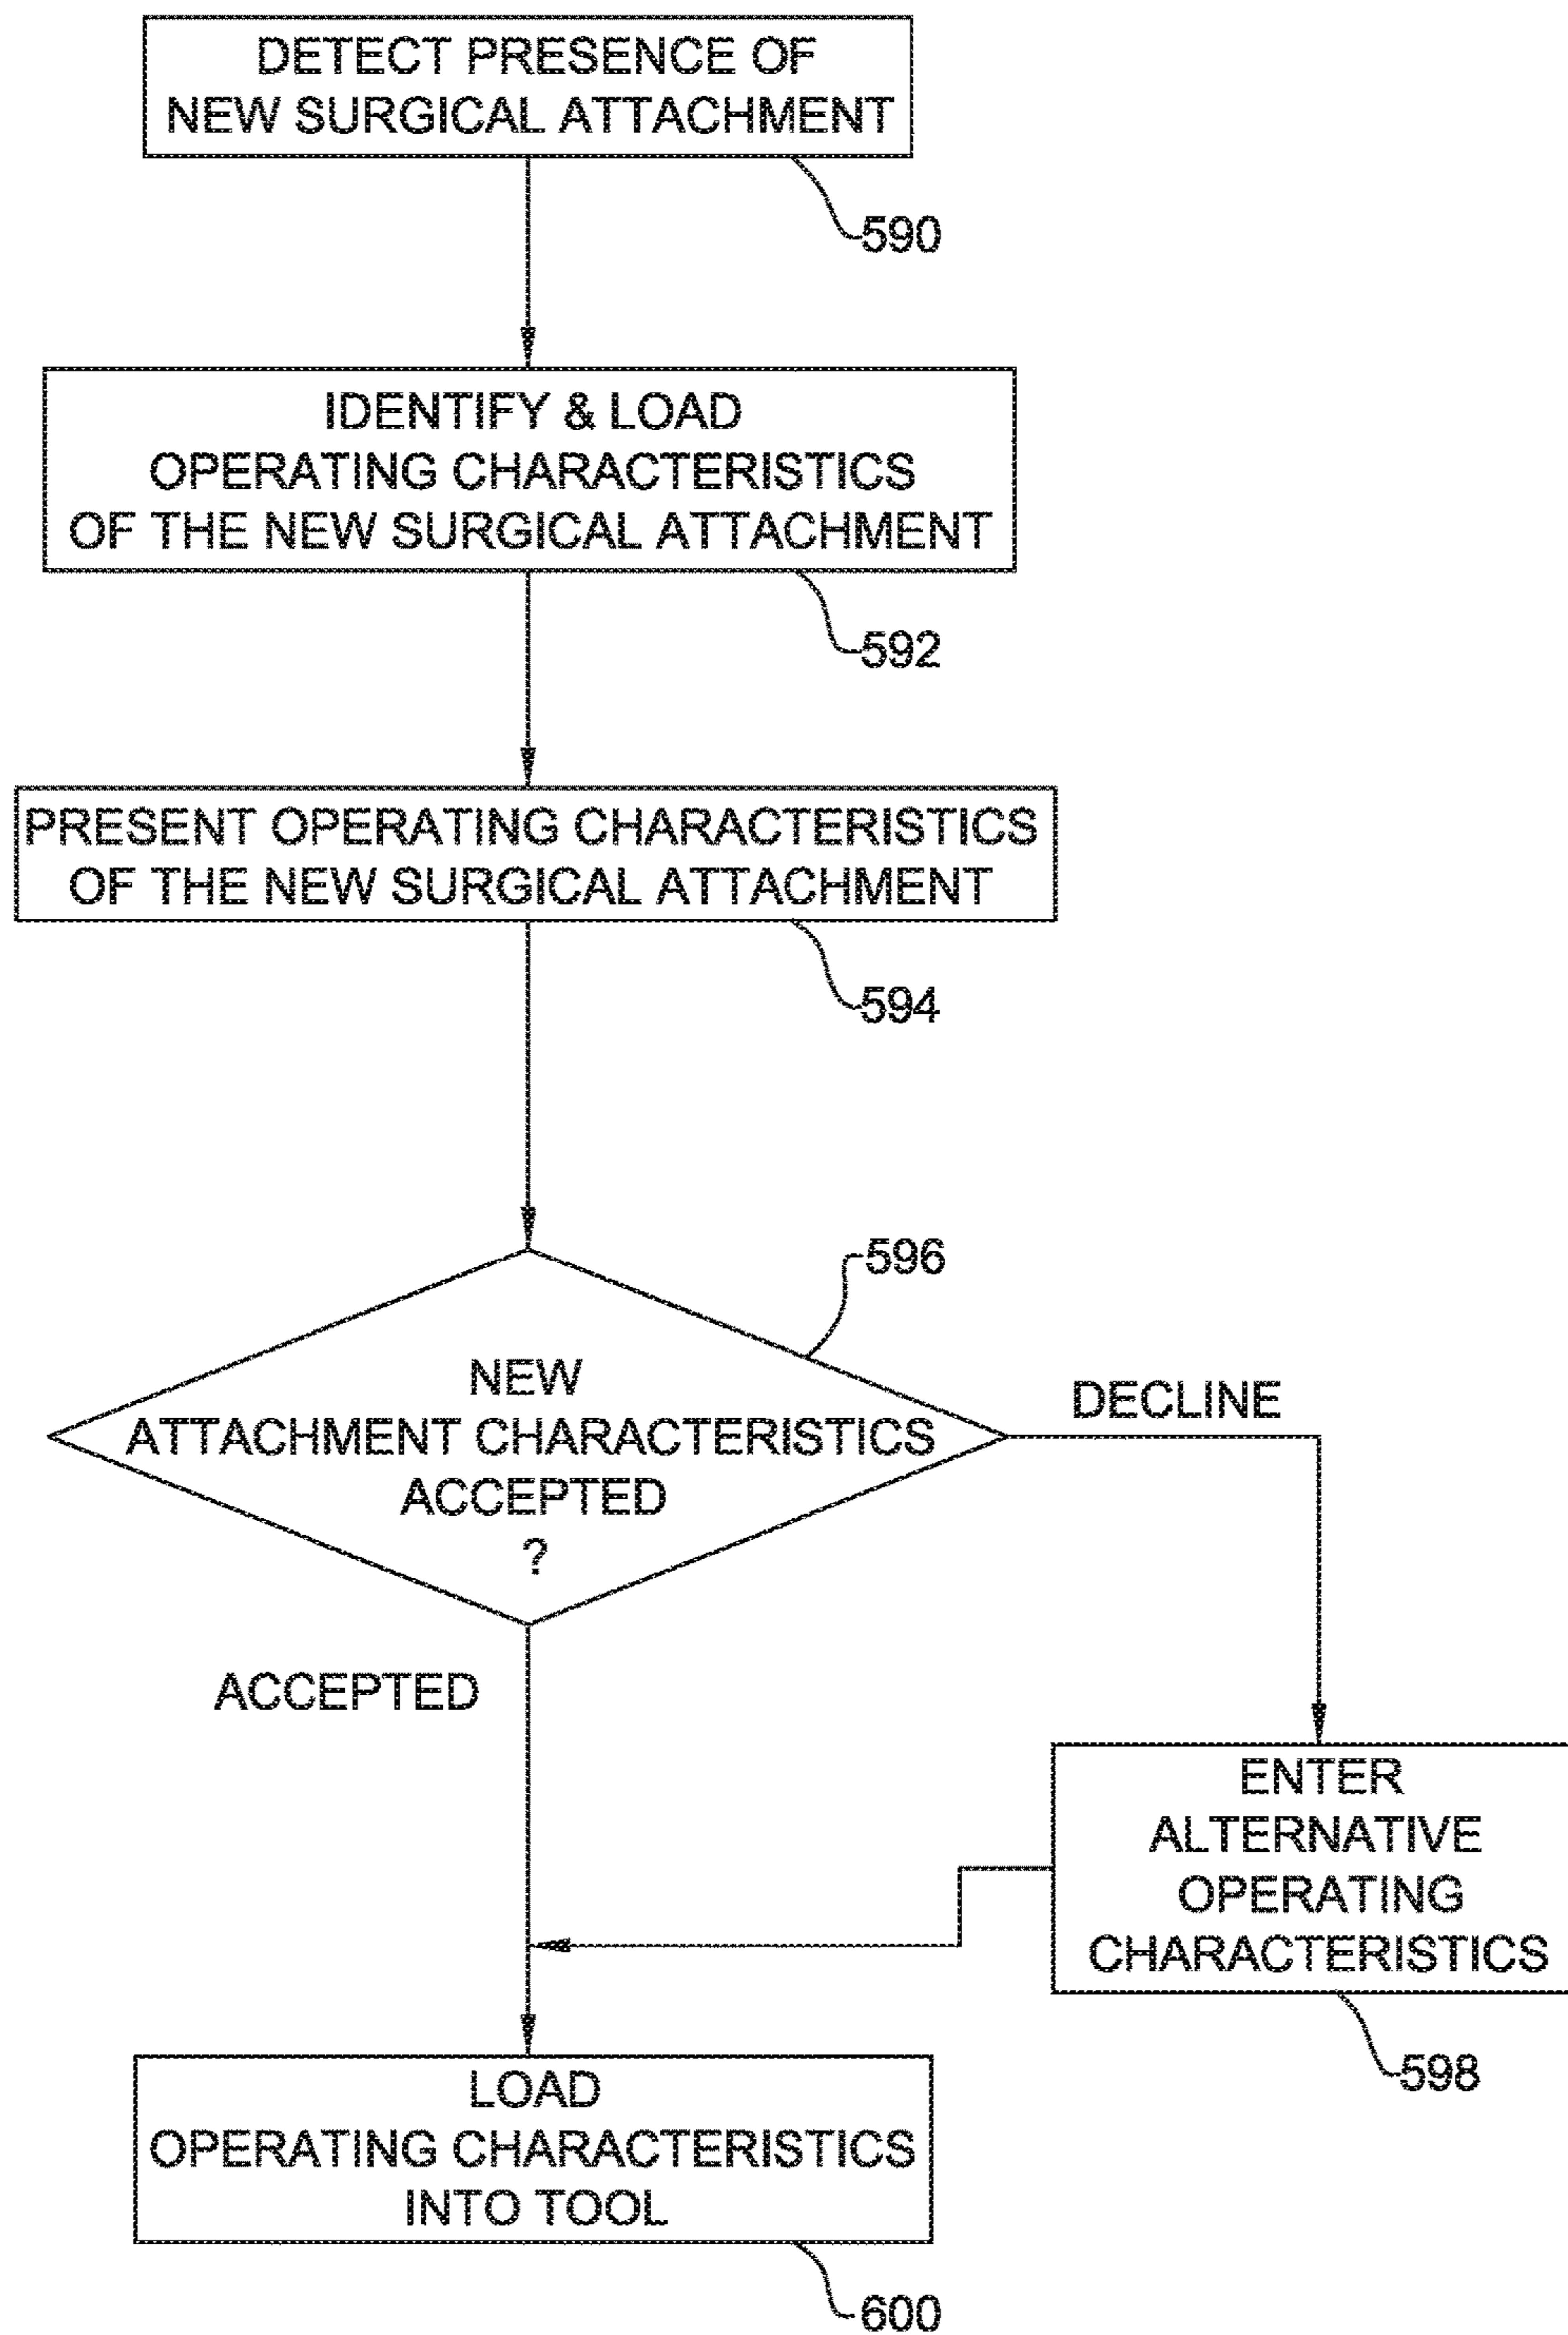 DETECT PRESENCE OF
NEW SURGICAL ATTACHMENT
590
IDENTIFY & LOAD
OPERATING CHARACTERISTICS
OF THE NEW SURGICAL ATTACHMENT
592
PRESENT OPERATING CHARACTERISTICS
OF THE NEW SURGICAL ATTACHMENT
594
596
NEW
ATTACHMENT CHARACTERISTICS
ACCEPTED
?
DECLINE
ACCEPTED
ENTER
ALTERNATIVE
OPERATING
CHARACTERISTICS
598
LOAD
OPERATING CHARACTERISTICS
INTO TOOL
600